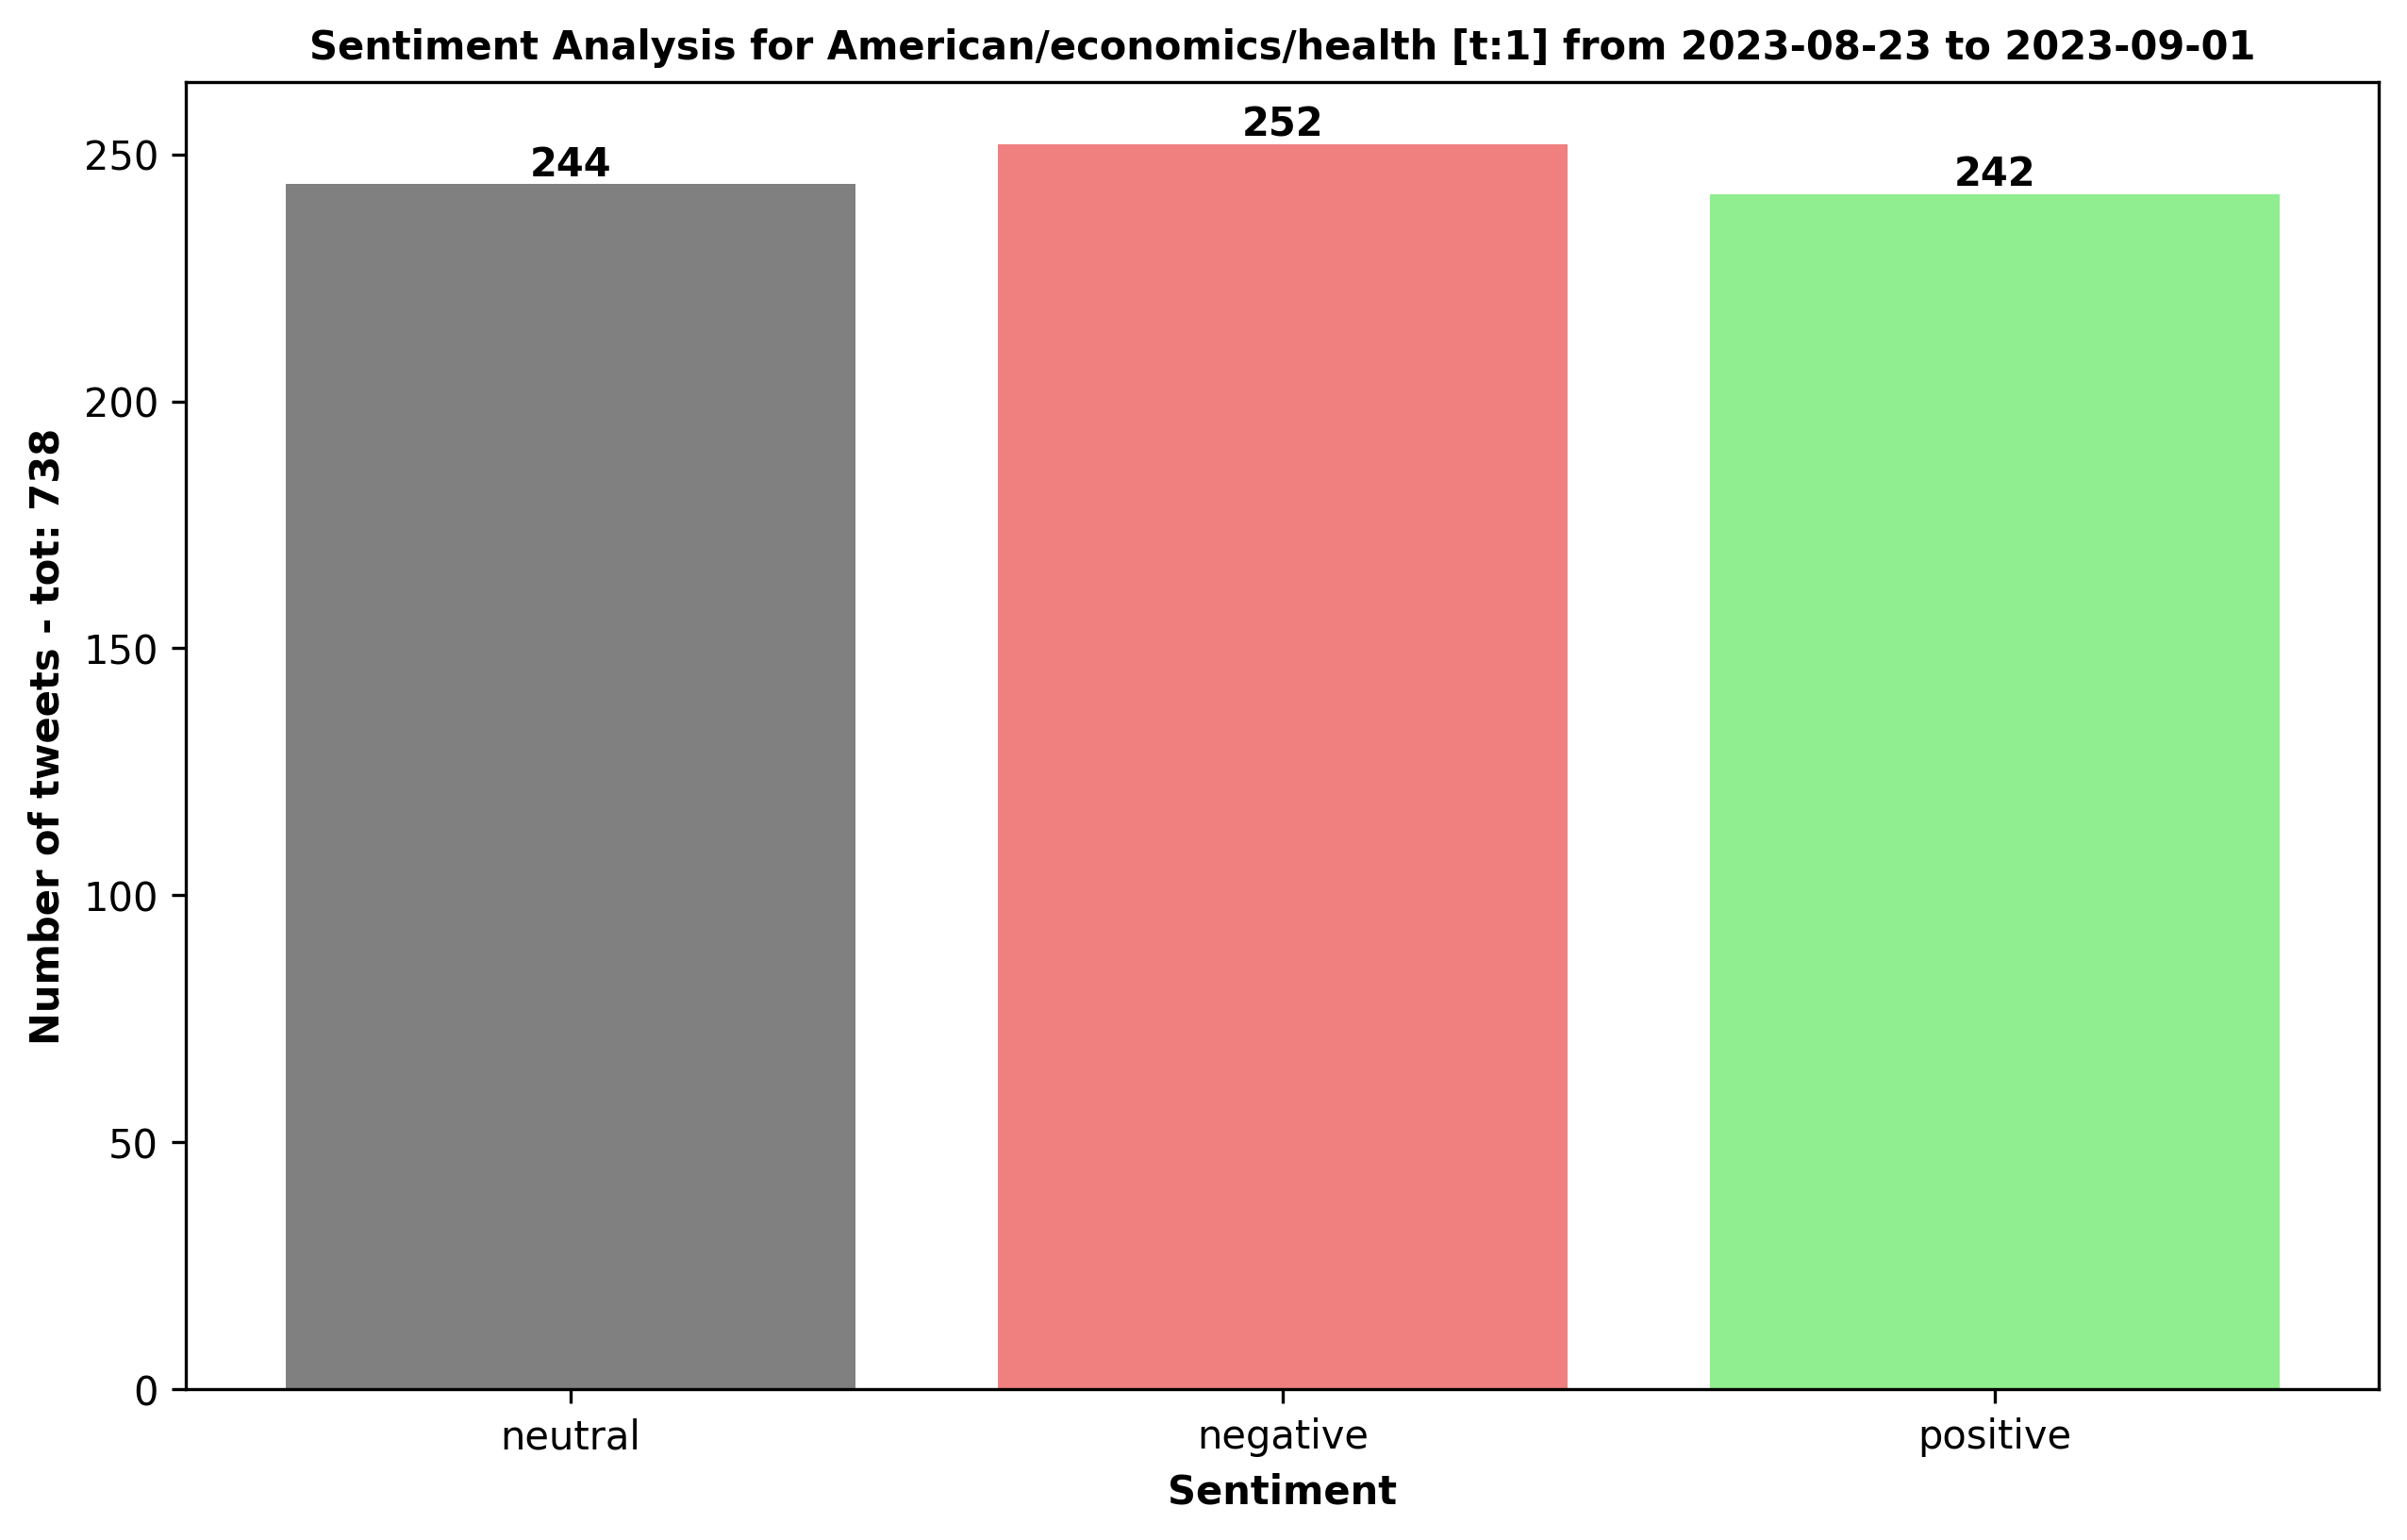 Sentiment Analysis for American/economics/health [t:1] from 2023-08-23 to 2023-09-01
Number of tweets - tot: 738
250
200
150
100
50
0
244
252
242
neutral
negative
positive
Sentiment